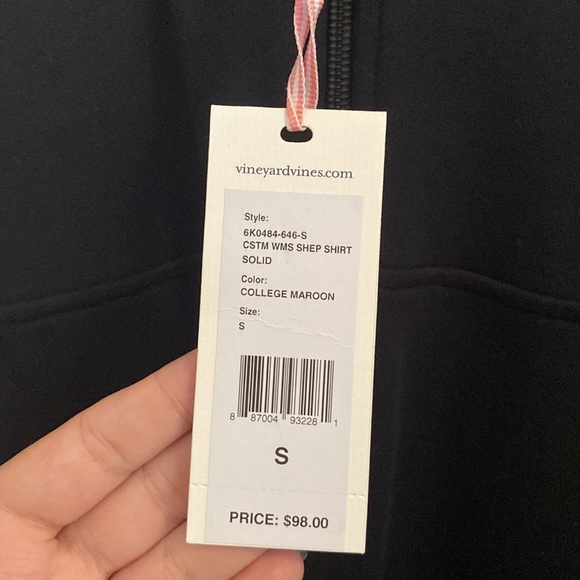 vineyardvines.com
Style:
6K0484-646-S
CSTM WMS SHEP SHIRT
SOLID
Color:
COLLEGE MAROON
Size:
S
8 87004 93228 1
S
PRICE: $98.00